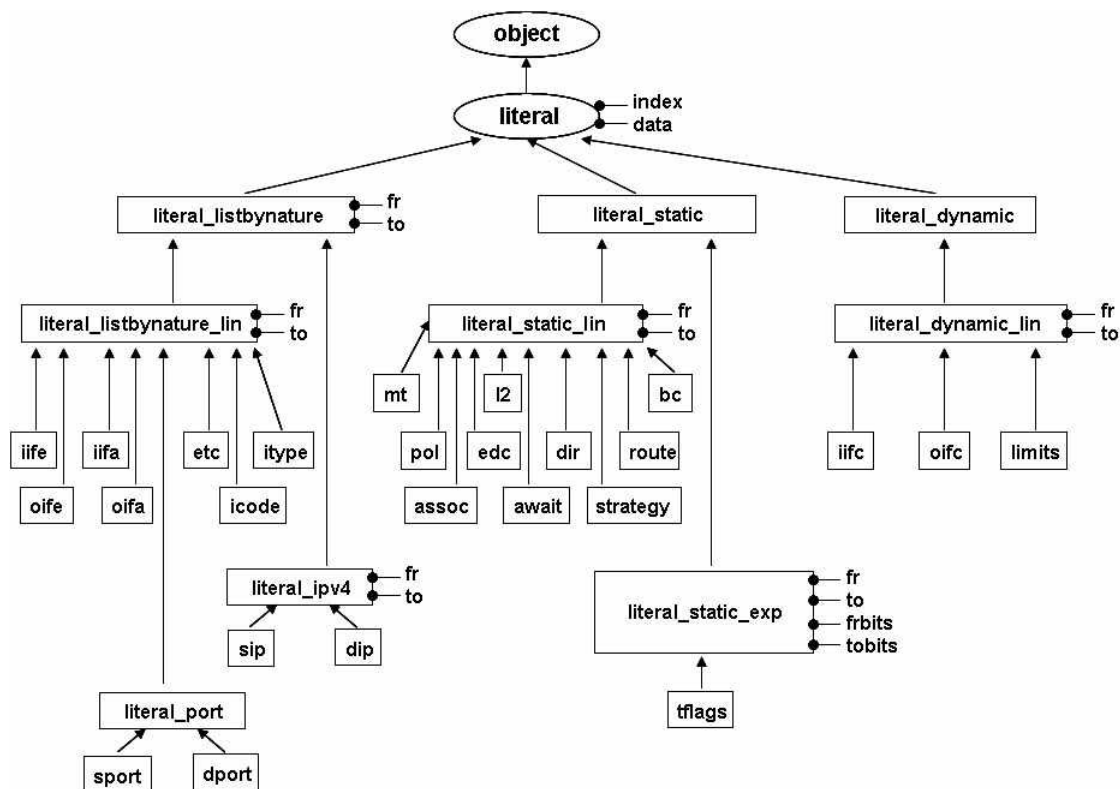 object
literal
index
data
literal_listbynature
fr
to
literal_static
literal_dynamic
literal_listbynature_lin
fr
to
literal_static_lin
fr
to
literal_dynamic_lin
fr
to
mt
l2
bc
iife
iifa
etc
itype
pol
edc
dir
route
iifc
oifc
limits
oife
oifa
icode
assoc
await
strategy
literal_ipv4
fr
to
literal_static_exp
fr
to
frbits
tobits
sip
dip
literal_port
tflags
sport
dport